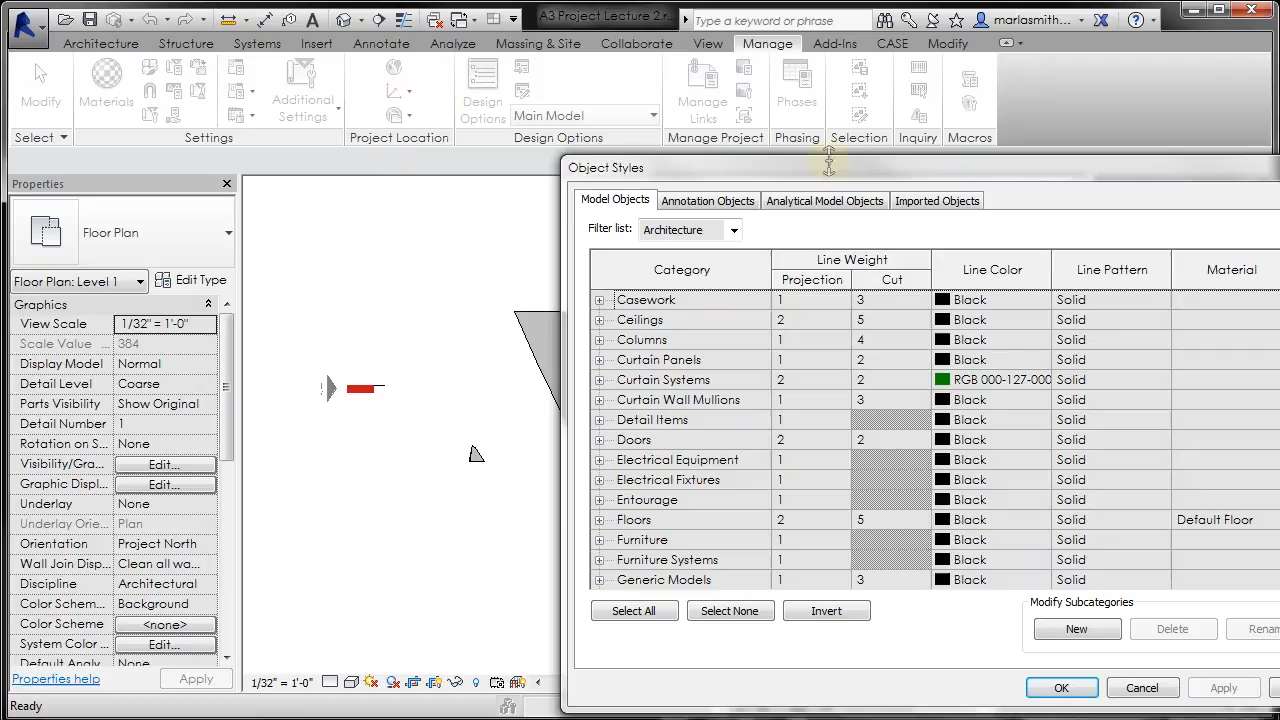 A3 Project Lecture 2.r...
Type a keyword or phrase
marlasmith...
Architecture Structure Systems Insert Annotate Analyze Massing & Site Collaborate View Manage Add-Ins CASE Modify
Modify
Materials
Additional
Settings
Design
Options
Main Model
Manage
Links
Phases
Select
Settings
Project Location
Design Options
Manage Project
Phasing
Selection
Inquiry
Macros
Properties
Floor Plan
Floor Plan: Level 1
Edit Type
Graphics
View Scale 1/32" = 1'-0"
Scale Value 384
Display Model Normal
Detail Level Coarse
Parts Visibility Show Original
Detail Number 1
Rotation on S... None
Visibility/Gra... Edit...
Graphic Displ... Edit...
Underlay None
Underlay Orie... Plan
Orientation Project North
Wall Join Disp... Clean all wa...
Discipline Architectural
Color Schem... Background
Color Scheme <none>
System Color ... Edit...
Default Analy... None
Properties help
Apply
1/32" = 1'-0"
Ready
Object Styles
Model Objects Annotation Objects Analytical Model Objects Imported Objects
Filter list: Architecture
Category Line Weight Line Color Line Pattern Material
Projection Cut
Casework 1 3 Black Solid
Ceilings 2 5 Black Solid
Columns 1 4 Black Solid
Curtain Panels 1 2 Black Solid
Curtain Systems 2 2 RGB 000-127-000 Solid
Curtain Wall Mullions 1 3 Black Solid
Detail Items 1 Black Solid
Doors 2 2 Black Solid
Electrical Equipment 1 Black Solid
Electrical Fixtures 1 Black Solid
Entourage 1 Black Solid
Floors 2 5 Black Solid Default Floor
Furniture 1 Black Solid
Furniture Systems 1 Black Solid
Generic Models 1 3 Black Solid
Select All Select None Invert
Modify Subcategories
New Delete Renam
OK Cancel Apply